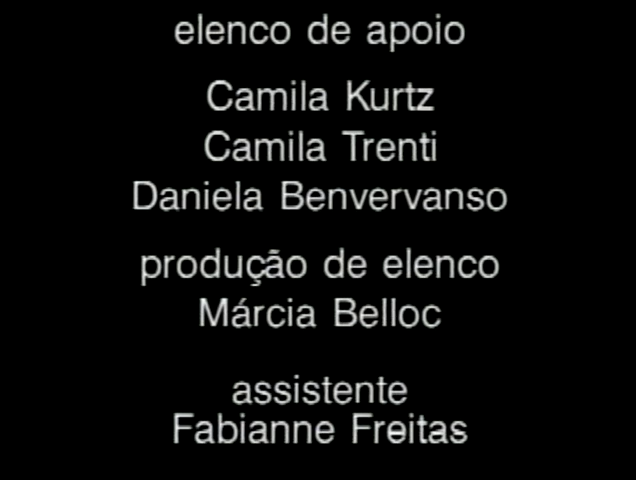 elenco de apoio
Camila Kurtz
Camila Trenti
Daniela Benvervanso
produção de elenco
Márcia Belloc
assistente
Fabianne Freitas